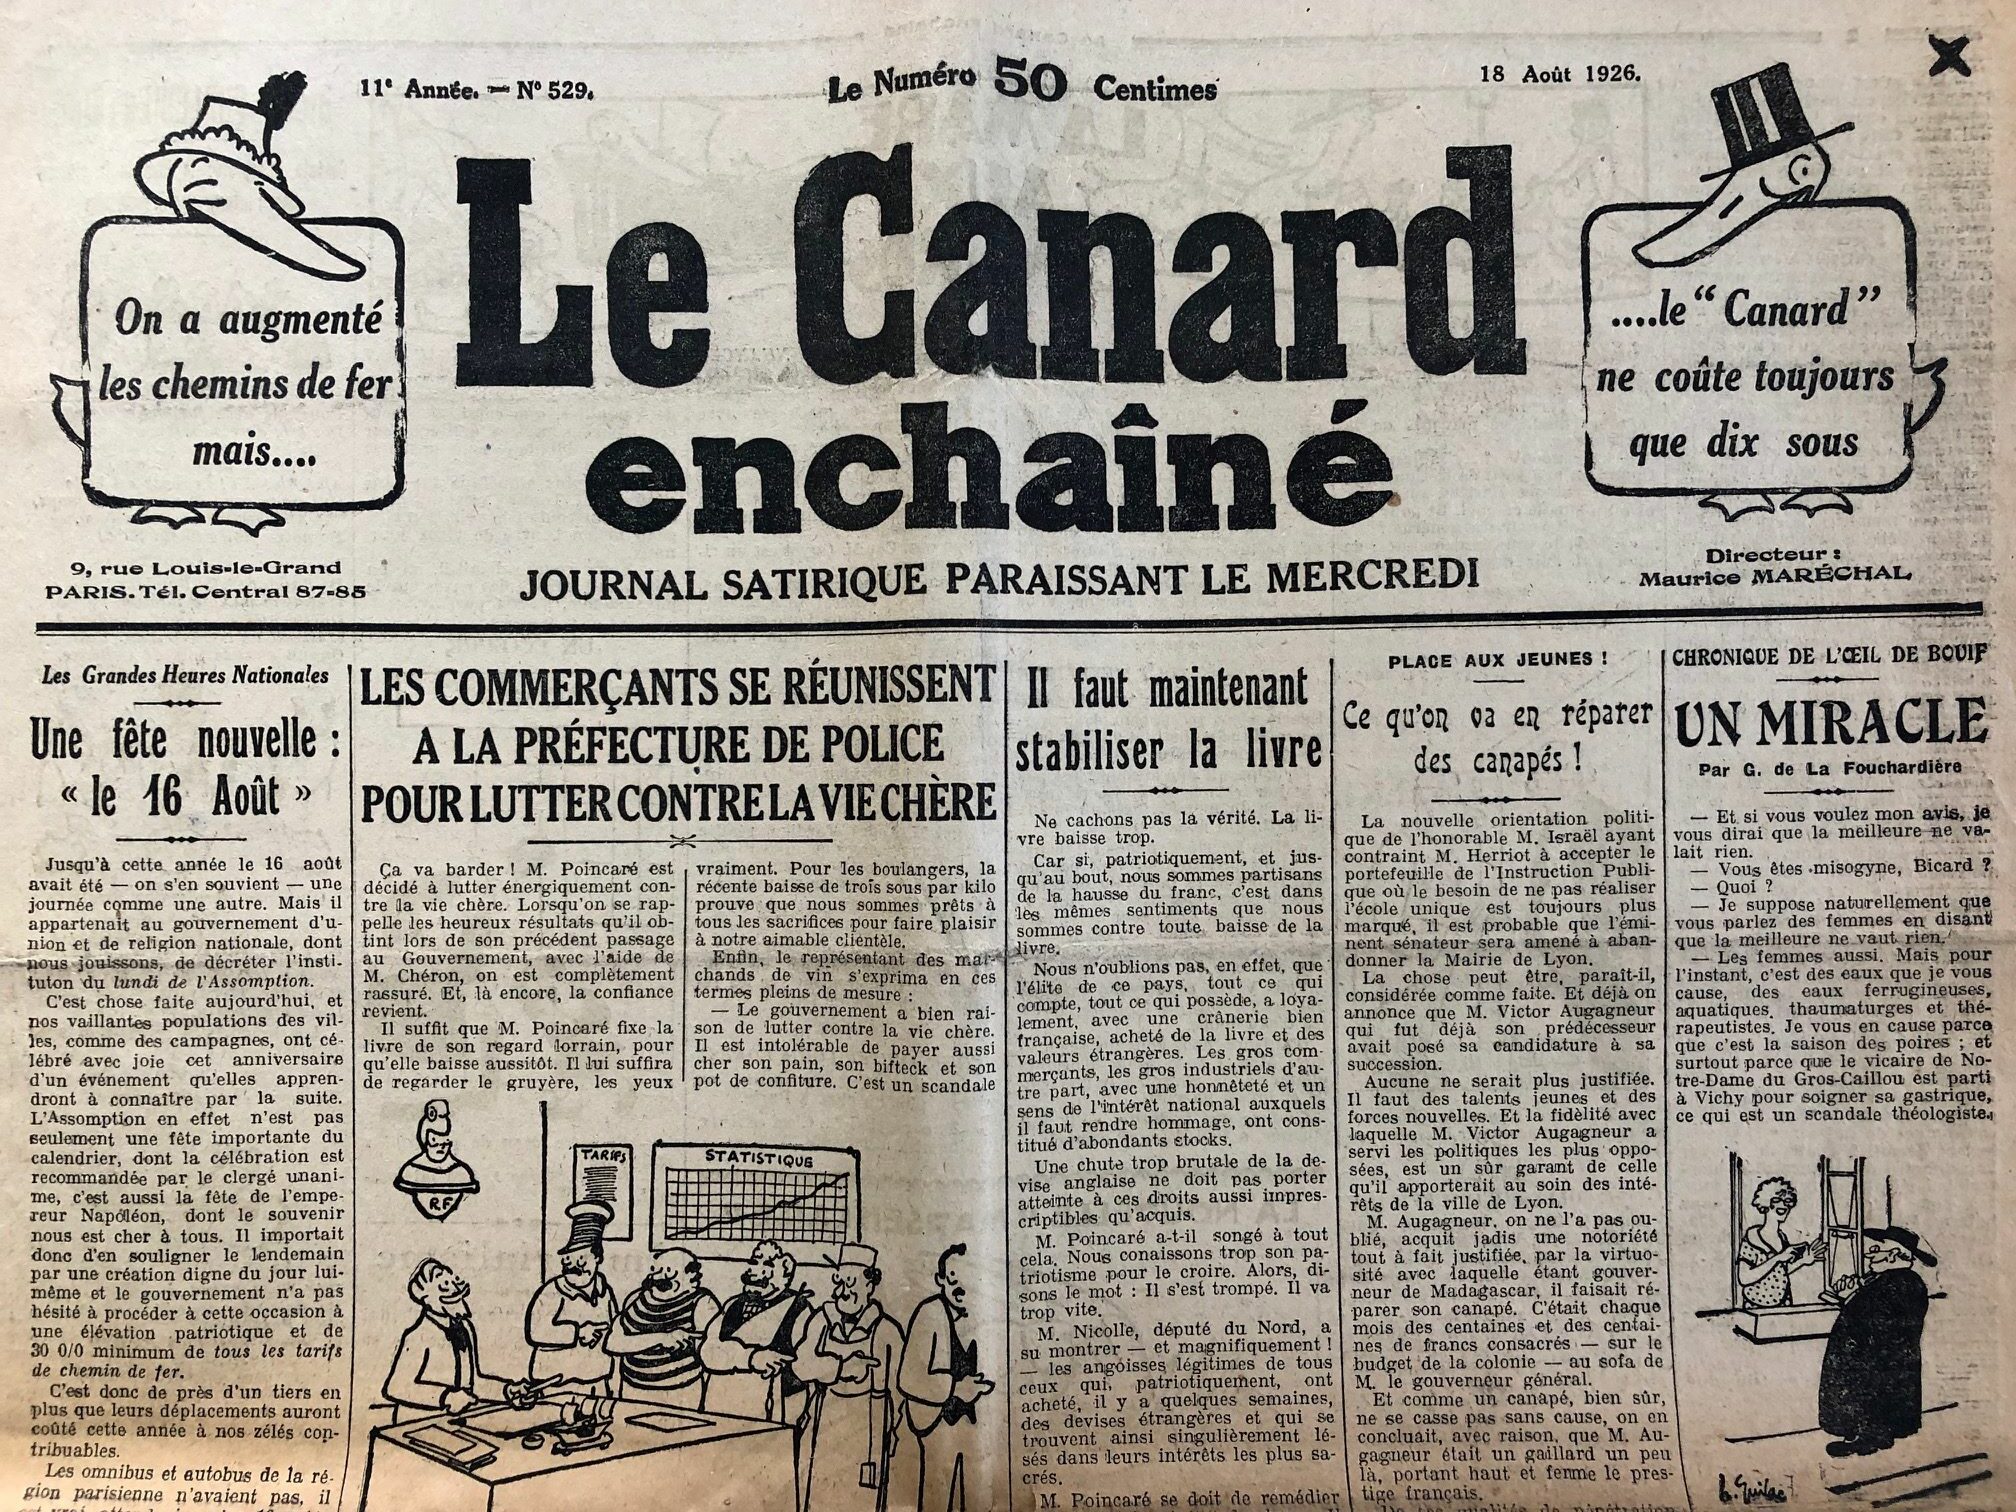 11e Année. — N° 529.
Le Numéro 50 Centimes
18 Août 1926.
On a augmenté
les chemins de fer
mais....
Le Canard
enchaîné
....le "Canard"
ne coûte toujours
que dix sous
9, rue Louis-le-Grand
PARIS. Tél. Central 87-85
JOURNAL SATIRIQUE PARAISSANT LE MERCREDI
Directeur :
Maurice MARÉCHAL
Les Grandes Heures Nationales
Une fête nouvelle :
« le 16 Août »
Jusqu'à cette année le 16 août
avait été — on s'en souvient — une
journée comme une autre. Mais il
appartenait au gouvernement d'u-
nion et de religion nationale, dont
nous jouissons, de décréter l'insti-
tuton du lundi de l'Assomption.
C'est chose faite aujourd'hui, et
nos vaillantes populations des vil-
les, comme des campagnes, ont cé-
lébré avec joie cet anniversaire
d'un événement qu'elles appren-
dront à connaître par la suite.
L'Assomption en effet n'est pas
seulement une fête importante du
calendrier, dont la célébration est
recommandée par le clergé unani-
me, c'est aussi la fête de l'empe-
reur Napoléon, dont le souvenir
nous est cher à tous. Il importait
donc d'en souligner le lendemain
par une création digne du jour lui-
même et le gouvernement n'a pas
hésité à procéder à cette occasion à
une élévation patriotique et de
30 0/0 minimum de tous les tarifs
de chemin de fer.
C'est donc de près d'un tiers en
plus que leurs déplacements auront
coûté cette année à nos zélés con-
tribuables.
Les omnibus et autobus de la ré-
gion parisienne n'avaient pas, il
LES COMMERÇANTS SE RÉUNISSENT
A LA PRÉFECTURE DE POLICE
POUR LUTTER CONTRE LA VIE CHÈRE
Ça va barder ! M. Poincaré est
décidé à lutter énergiquement con-
tre la vie chère. Lorsqu'on se rap-
pelle les heureux résultats qu'il ob-
tint lors de son précédent passage
au Gouvernement, avec l'aide de
M. Chéron, on est complètement
rassuré. Et, là encore, la confiance
revient.
Il suffit que M. Poincaré fixe la
livre de son regard lorrain, pour
qu'elle baisse aussitôt. Il lui suffira
de regarder le gruyère, les yeux
vraiment. Pour les boulangers, la
récente baisse de trois sous par kilo
prouve que nous sommes prêts à
tous les sacrifices pour faire plaisir
à notre aimable clientèle.
Enfin, le représentant des mar-
chands de vin s'exprima en ces
termes pleins de mesure :
— Le gouvernement a bien rai-
son de lutter contre la vie chère.
Il est intolérable de payer aussi
cher son pain, son bifteck et son
pot de confiture. C'est un scandale
R.F
TARIFS
STATISTIQUE
Il faut maintenant
stabiliser la livre
Ne cachons pas la vérité. La li-
vre baisse trop.
Car si, patriotiquement, et jus-
qu'au bout, nous sommes partisans
de la hausse du franc, c'est dans
les mêmes sentiments que nous
sommes contre toute baisse de la
livre.
Nous n'oublions pas, en effet, que
l'élite de ce pays, tout ce qui
compte, tout ce qui possède, a loya-
lement, avec une crânerie bien
française, acheté de la livre et des
valeurs étrangères. Les gros com-
merçants, les gros industriels d'au-
tre part, avec une honnêteté et un
sens de l'intérêt national auxquels
il faut rendre hommage, ont cons-
titué d'abondants stocks.
Une chute trop brutale de la de-
vise anglaise ne doit pas porter
atteinte à ces droits aussi impres-
criptibles qu'acquis.
M. Poincaré a-t-il songé à tout
cela. Nous conaissons trop son pa-
triotisme pour le croire. Alors, di-
sons le mot : Il s'est trompé. Il va
trop vite.
M. Nicolle, député du Nord, a
su montrer — et magnifiquement !
— les angoisses légitimes de tous
ceux qui, patriotiquement, ont
acheté, il y a quelques semaines,
des devises étrangères et qui se
trouvent ainsi singulièrement lé-
sés dans leurs intérêts les plus sa-
crés.
M. Poincaré se doit de remédier
PLACE AUX JEUNES !
Ce qu'on va en réparer
des canapés !
La nouvelle orientation politi-
que de l'honorable M. Israël ayant
contraint M. Herriot à accepter le
portefeuille de l'Instruction Publi-
que où le besoin de ne pas réaliser
l'école unique est toujours plus
marqué, il est probable que l'émi-
nent sénateur sera amené à aban-
donner la Mairie de Lyon.
La chose peut être, paraît-il,
considérée comme faite. Et déjà on
annonce que M. Victor Augagneur
qui fut déjà son prédécesseur
avait posé sa candidature à sa
succession.
Aucune ne serait plus justifiée.
Il faut des talents jeunes et des
forces nouvelles. Et la fidélité avec
laquelle M. Victor Augagneur a
servi les politiques les plus oppo-
sées, est un sûr garant de celle
qu'il apporterait au soin des inté-
rêts de la ville de Lyon.
M. Augagneur, on ne l'a pas ou-
blié, acquit jadis une notoriété
tout à fait justifiée, par la virtuo-
sité avec laquelle étant gouver-
neur de Madagascar, il faisait ré-
parer son canapé. C'était chaque
mois des centaines et des centai-
nes de francs consacrés — sur le
budget de la colonie — au sofa de
M. le gouverneur général.
Et comme un canapé, bien sûr,
ne se casse pas sans cause, on en
concluait, avec raison, que M. Au-
gagneur était un gaillard un peu
là, portant haut et ferme le pres-
tige français.
CHRONIQUE DE L'ŒIL DE BOUIF
UN MIRACLE
Par G. de La Fouchardière
— Et si vous voulez mon avis, je
vous dirai que la meilleure ne va-
lait rien.
— Vous êtes misogyne, Bicard ?
— Quoi ?
— Je suppose naturellement que
vous parlez des femmes en disant
que la meilleure ne vaut rien.
— Les femmes aussi. Mais pour
l'instant, c'est des eaux que je vous
cause, des eaux ferrugineuses,
aquatiques, thaumaturges et thé-
rapeutistes. Je vous en cause parce
que c'est la saison des poires ; et
surtout parce que le vicaire de No-
tre-Dame du Gros-Caillou est parti
à Vichy pour soigner sa gastrique,
ce qui est un scandale théologiste.